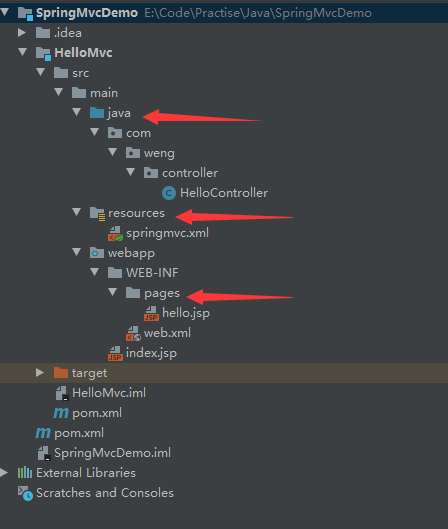 SpringMvcDemo E:\Code\Practise\Java\SpringMvcDemo
.idea
HelloMvc
src
main
java
com
weng
controller
C HelloController
resources
springmvc.xml
webapp
WEB-INF
pages
JSP hello.jsp
web.xml
JSP index.jsp
target
HelloMvc.iml
m pom.xml
m pom.xml
SpringMvcDemo.iml
External Libraries
Scratches and Consoles